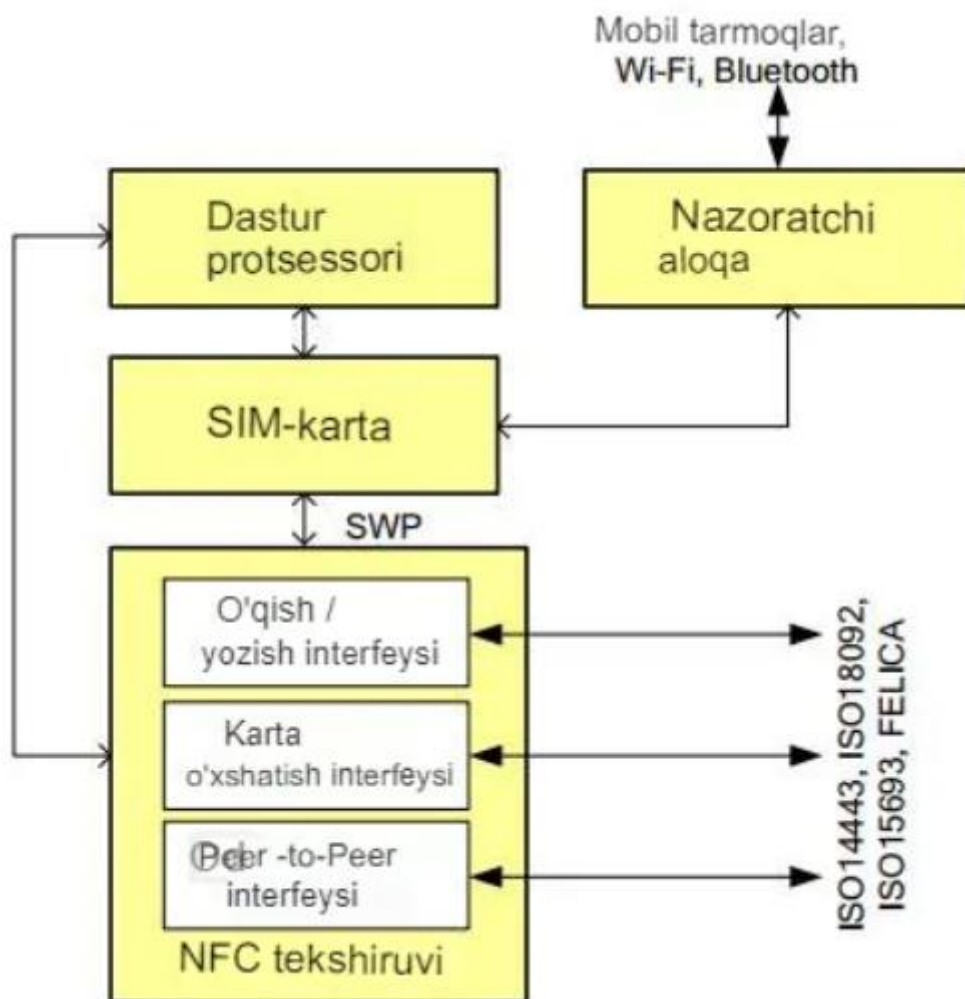 Mobil tarmoqlar,
Wi-Fi, Bluetooth
Dastur
protsessori
Nazoratchi
aloqa
SIM-karta
SWP
O'qish /
yozish interfeysi
Karta
o'xshatish interfeysi
Peer -to-Peer
interfeysi
NFC tekshiruvi
ISO14443, ISO18092,
ISO15693, FELICA